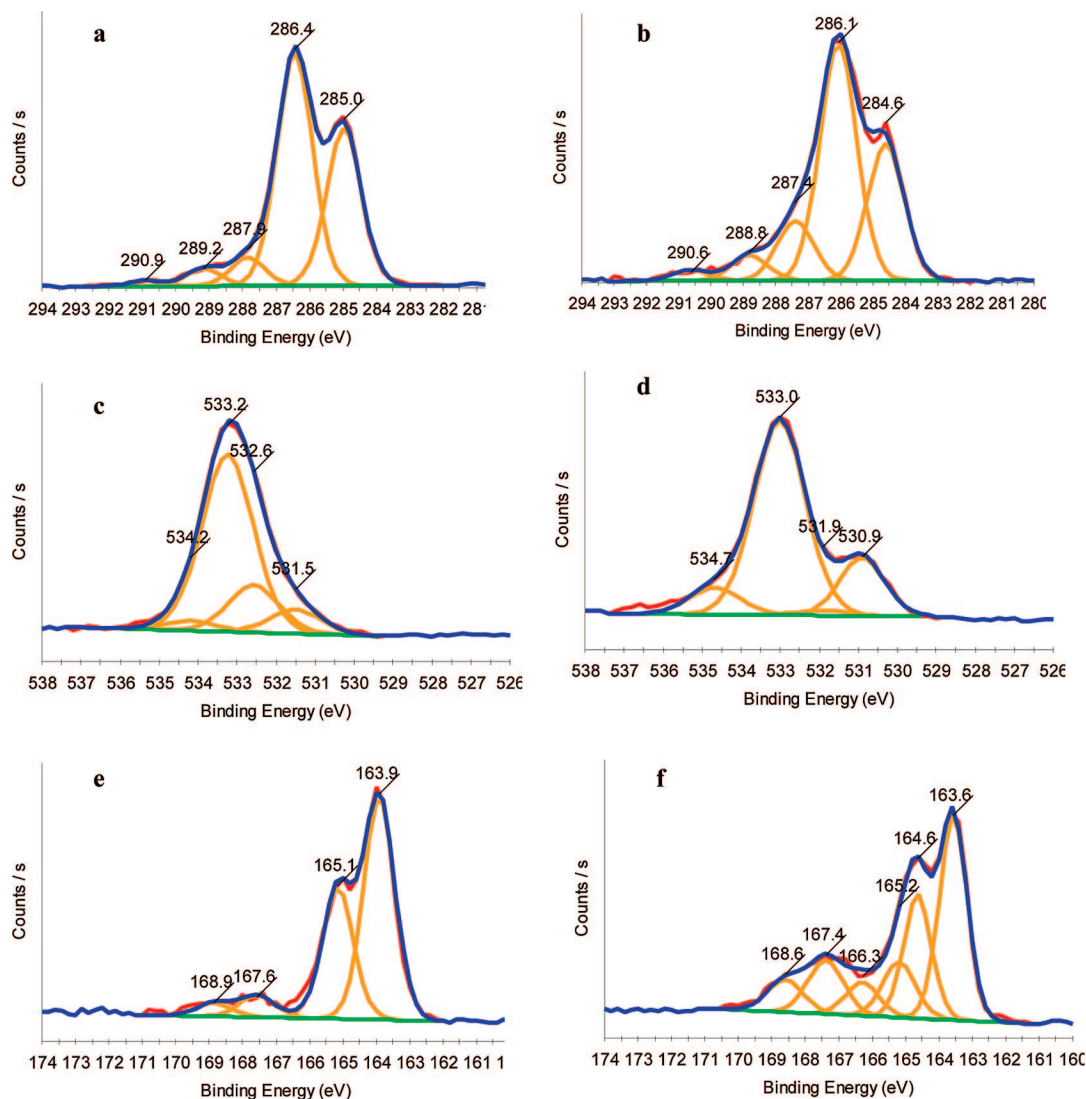 a
286.4
285.0
287.9
289.2
290.9
Counts / s
294 293 292 291 290 289 288 287 286 285 284 283 282 281
Binding Energy (eV)
b
286.1
284.6
287.4
288.8
290.6
Counts / s
294 293 292 291 290 289 288 287 286 285 284 283 282 281 280
Binding Energy (eV)
c
533.2
532.6
534.2
531.5
Counts / s
538 537 536 535 534 533 532 531 530 529 528 527 526
Binding Energy (eV)
d
533.0
531.9
530.9
534.7
Counts / s
538 537 536 535 534 533 532 531 530 529 528 527 526
Binding Energy (eV)
e
163.9
165.1
167.6
168.9
Counts / s
174 173 172 171 170 169 168 167 166 165 164 163 162 161 1
Binding Energy (eV)
f
163.6
164.6
165.2
167.4
166.3
168.6
Counts / s
174 173 172 171 170 169 168 167 166 165 164 163 162 161 160
Binding Energy (eV)